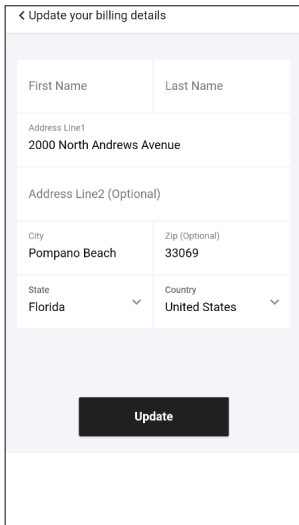 Update your billing details
First Name
Last Name
Address Line1
2000 North Andrews Avenue
Address Line2 (Optional)
City
Pompano Beach
Zip (Optional)
33069
State
Florida
Country
United States
Update